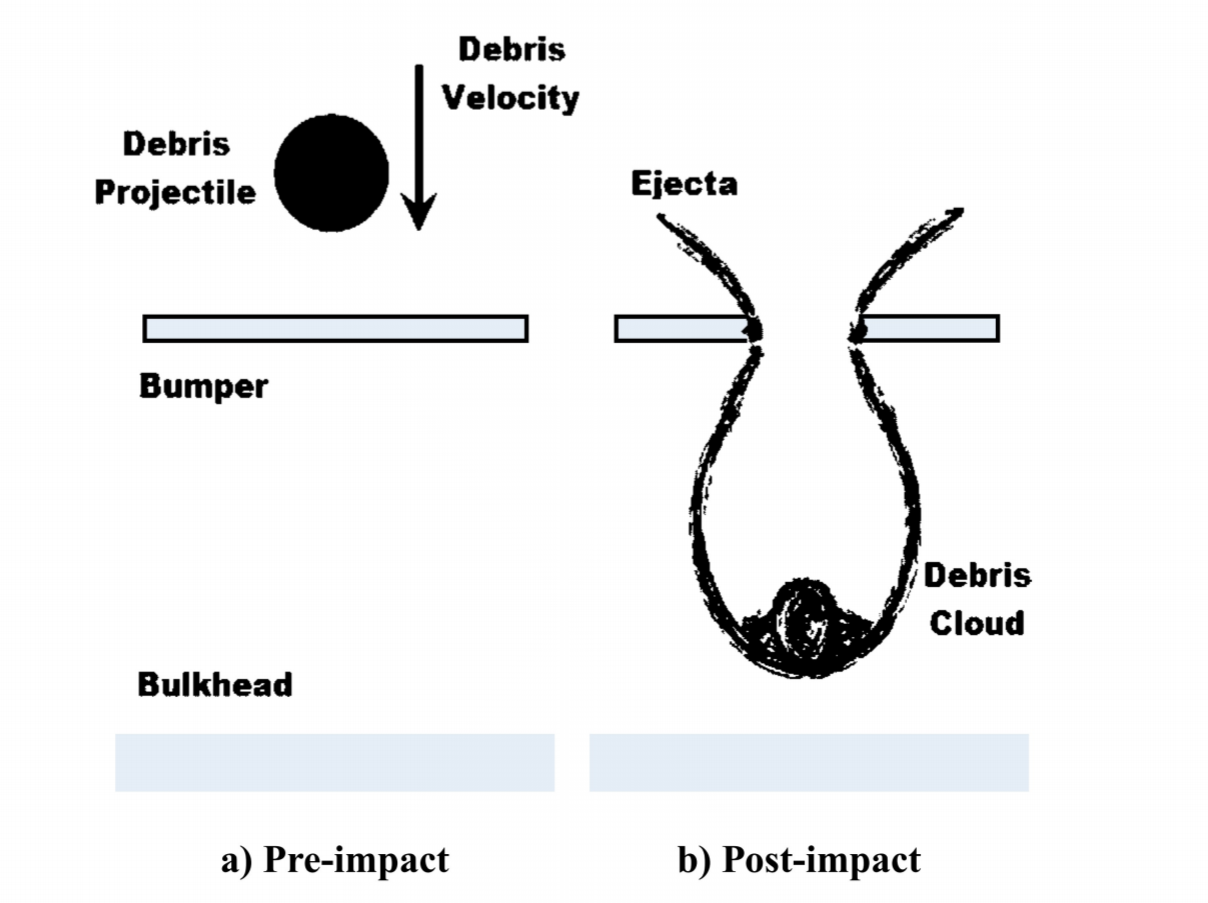 Debris
Velocity
Debris
Projectile
Bumper
Bulkhead
a) Pre-impact
Ejecta
Debris
Cloud
b) Post-impact